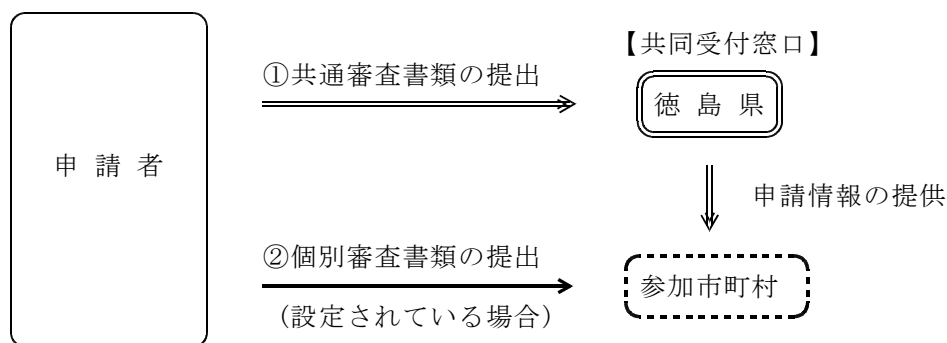 【共同受付窓口】
①共通審査書類の提出
徳 島 県
申 請 者
申請情報の提供
②個別審査書類の提出
参加市町村
(設定されている場合)